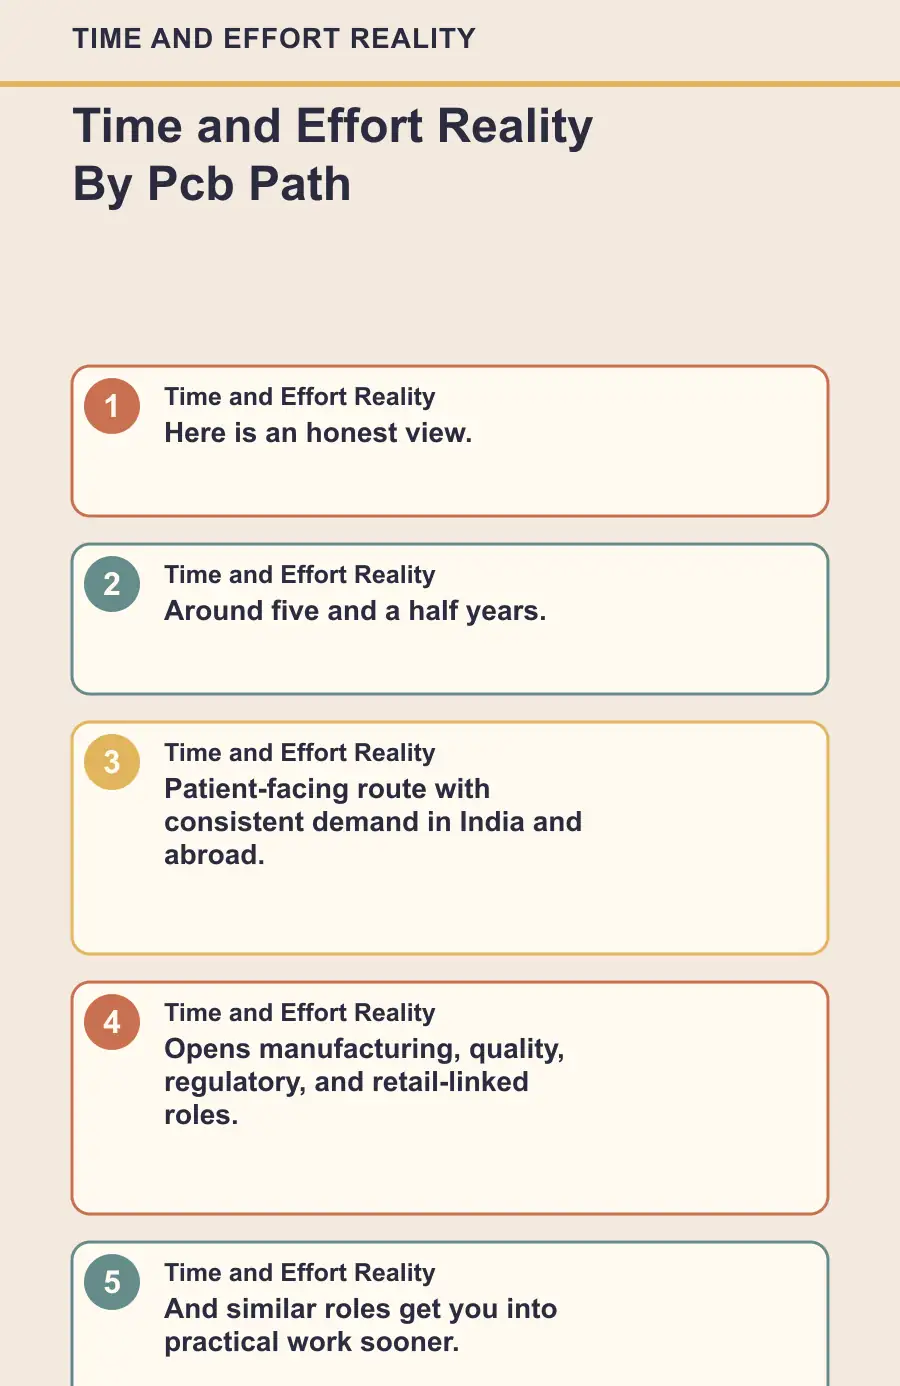 TIME AND EFFORT REALITY
Time and Effort Reality
By Pcb Path
1
Time and Effort Reality
Here is an honest view.
2
Time and Effort Reality
Around five and a half years.
3
Time and Effort Reality
Patient-facing route with
consistent demand in India and
abroad.
4
Time and Effort Reality
Opens manufacturing, quality,
regulatory, and retail-linked
roles.
5
Time and Effort Reality
And similar roles get you into
practical work sooner.